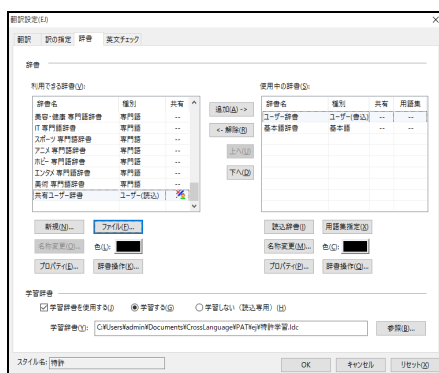 翻訳設定(EJ)
翻訳 訳の指定 辞書 英文チェック
辞書
利用できる辞書(V): 使用中の辞書(S):
辞書名 種別 共有
美容・健康 専門語辞書 専門語 --
IT 専門語辞書 専門語 --
スポーツ 専門語辞書 専門語 --
アニメ 専門語辞書 専門語 --
ホビー 専門語辞書 専門語 --
エンタメ 専門語辞書 専門語 --
美術 専門語辞書 専門語 --
共有ユーザー辞書 ユーザー(読込)
追加(A) ->
<- 解除(R)
上へ(U)
下へ(D)
辞書名 種別 共有 用語集
ユーザー辞書 ユーザー(書込) -- --
基本語辞書 基本語 -- --
新規(N)... ファイル(F)...
名称変更(O)... 色(L):
プロパティ(E)... 辞書操作(K)...
読込辞書(I) 用語集指定(X)
名称変更(M)... 色(C):
プロパティ(P)... 辞書操作(Q)...
学習辞書
学習辞書を使用する(J) 学習する(G) 学習しない (読込専用) (H)
学習辞書(Y): C:¥Users¥admin¥Documents¥CrossLanguage¥PAT¥ej¥特許学習.ldc 参照(B)...
スタイル名: 特許 OK キャンセル リセット(X)